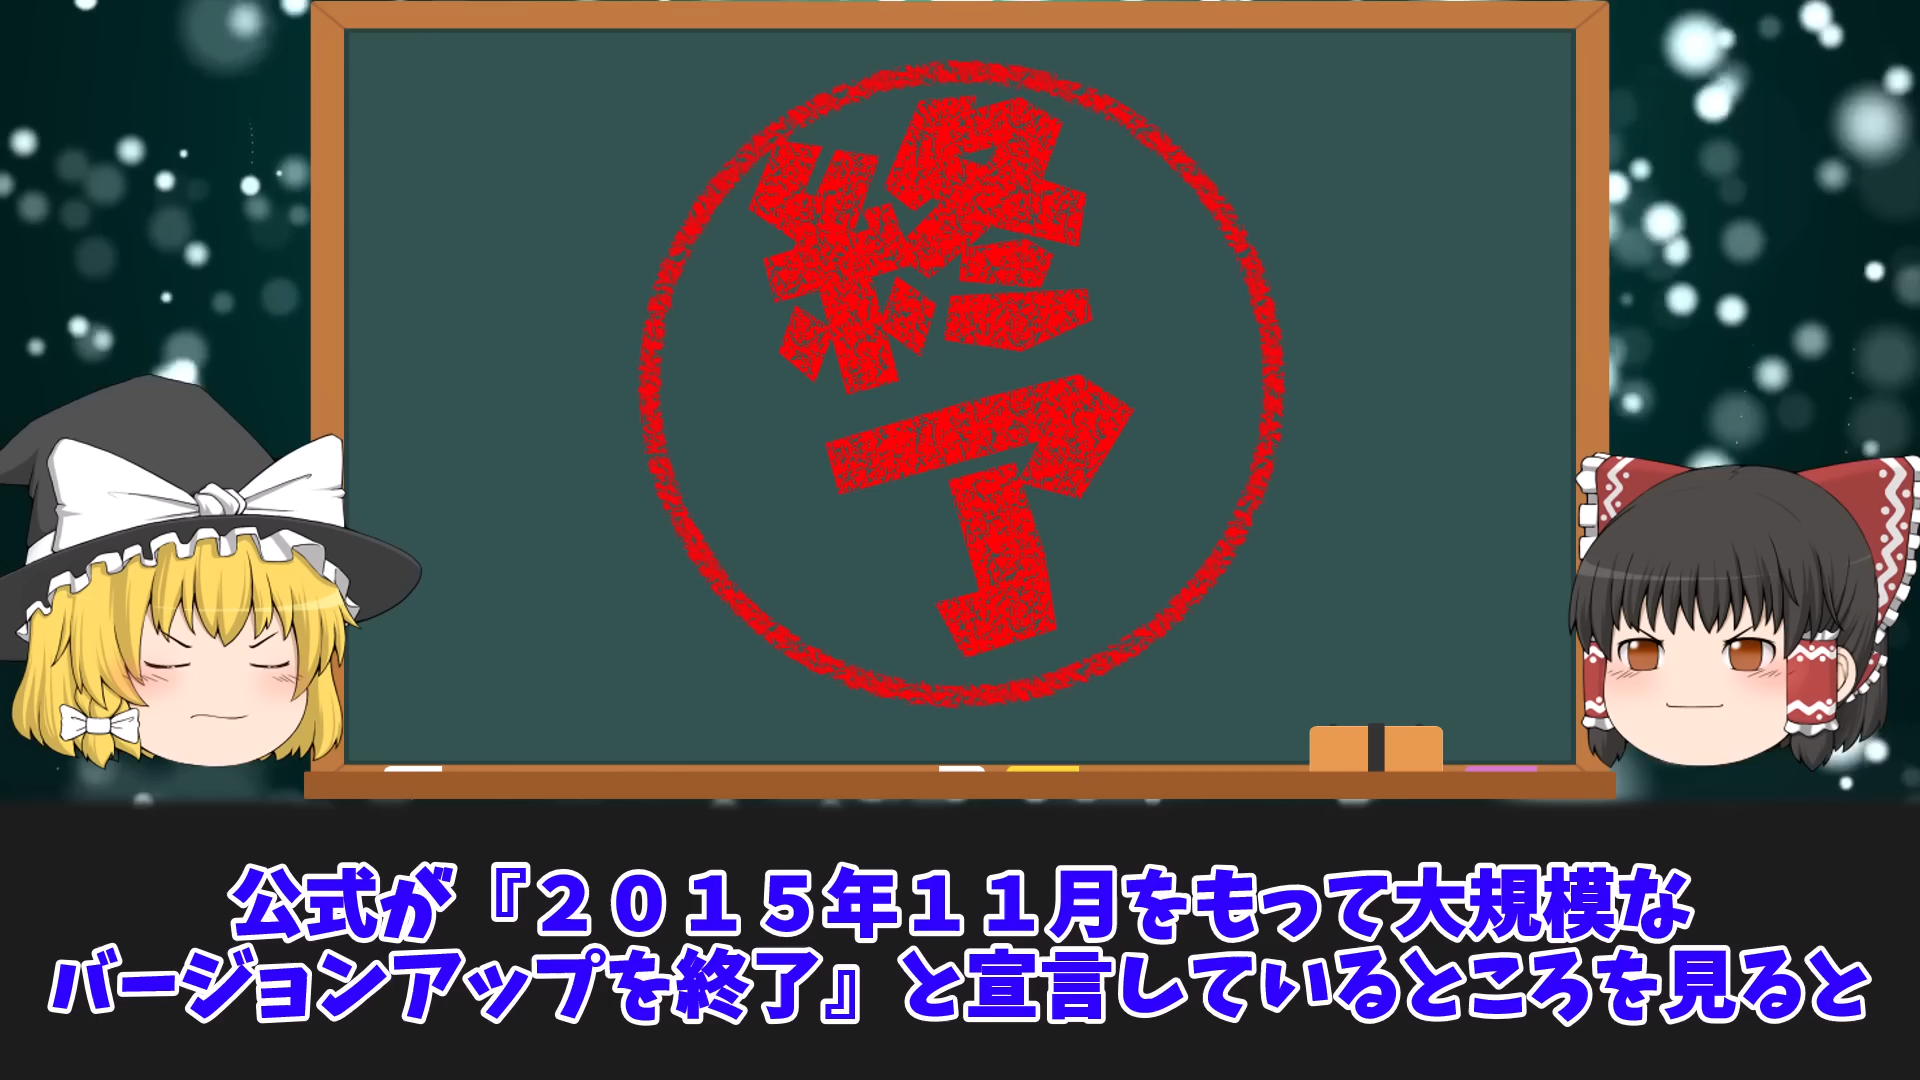 終了
公式が『２０１５年１１月をもって大規模な
バージョンアップを終了』と宣言しているところを見ると